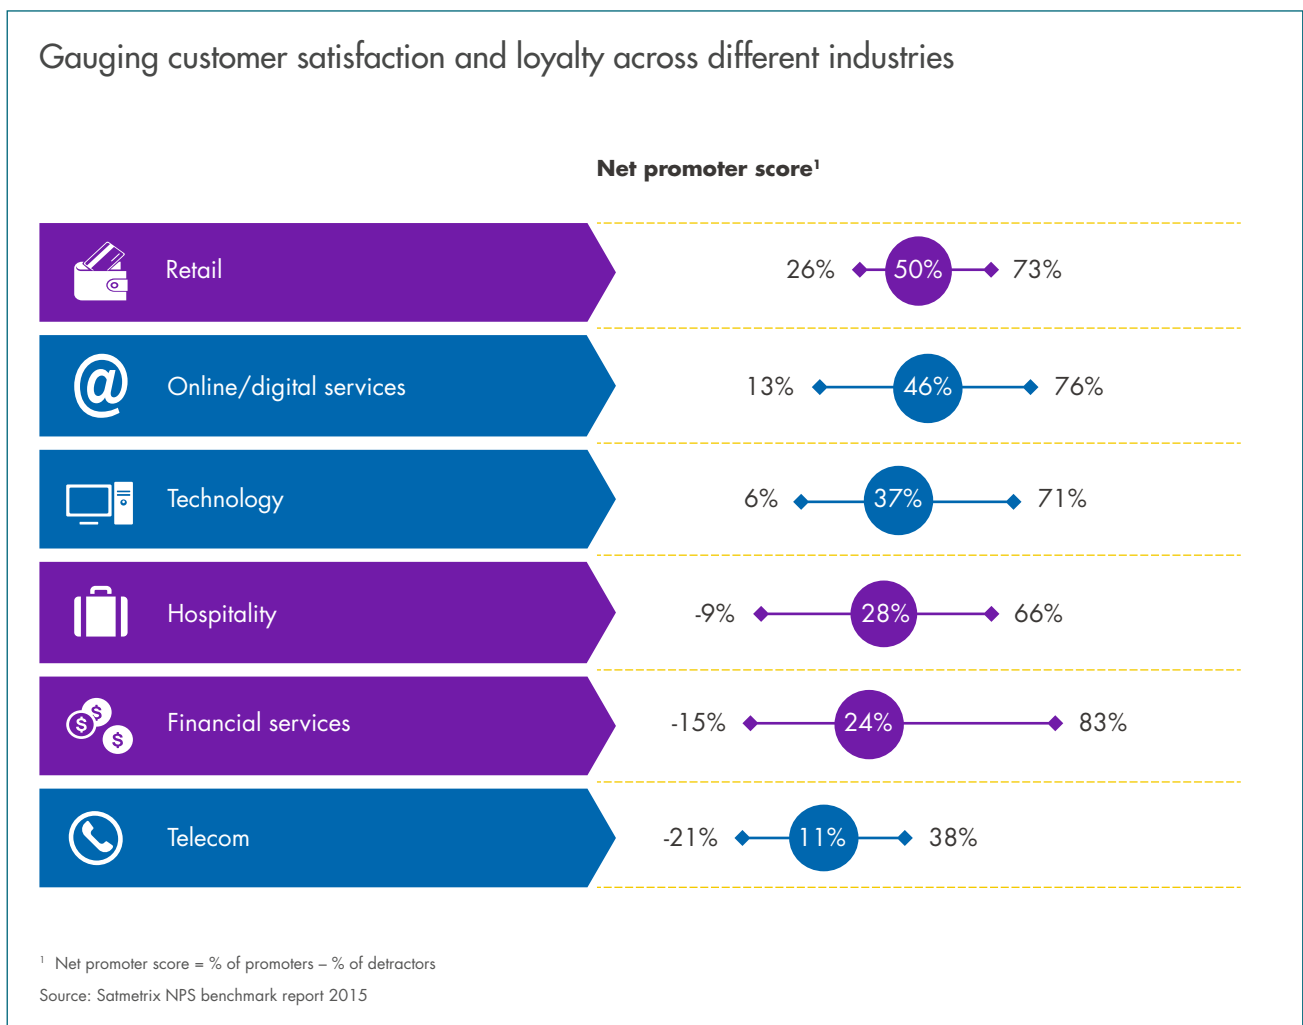 Gauging customer satisfaction and loyalty across different industries
Net promoter score¹
Retail
26% 50% 73%
@ Online/digital services
13% 46% 76%
Technology
6% 37% 71%
Hospitality
-9% 28% 66%
$ $ $ Financial services
-15% 24% 83%
Telecom
-21% 11% 38%
¹ Net promoter score = % of promoters – % of detractors
Source: Satmetrix NPS benchmark report 2015